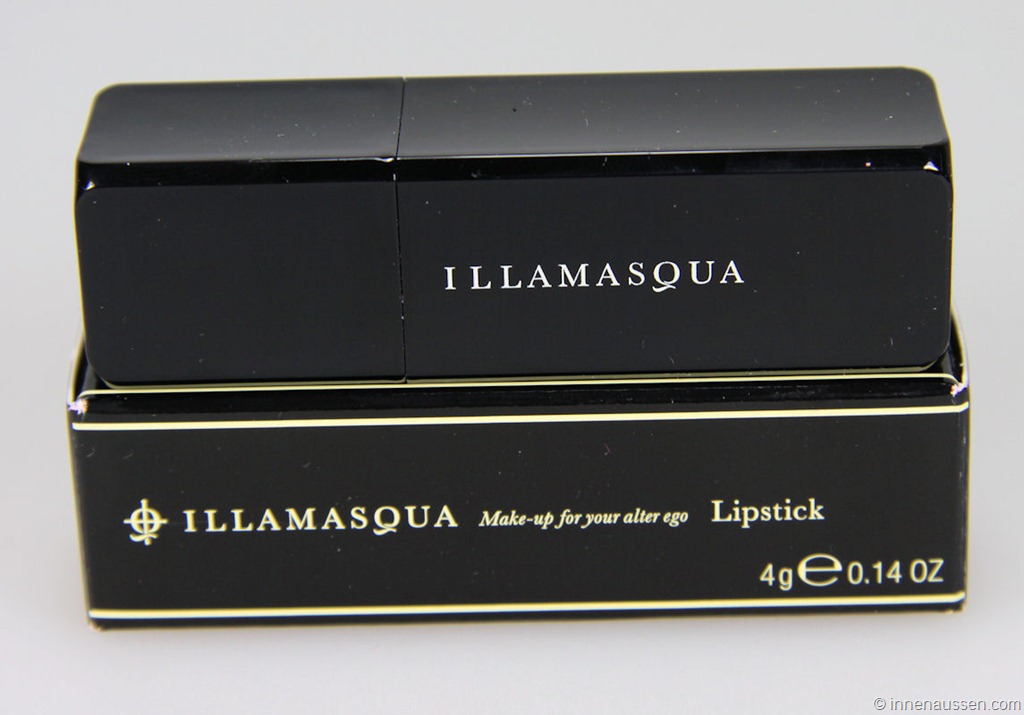 ILLAMASQUA
ILLAMASQUA Make-up for your alter ego Lipstick
4g ℮ 0.14 OZ
© innenaussen.com